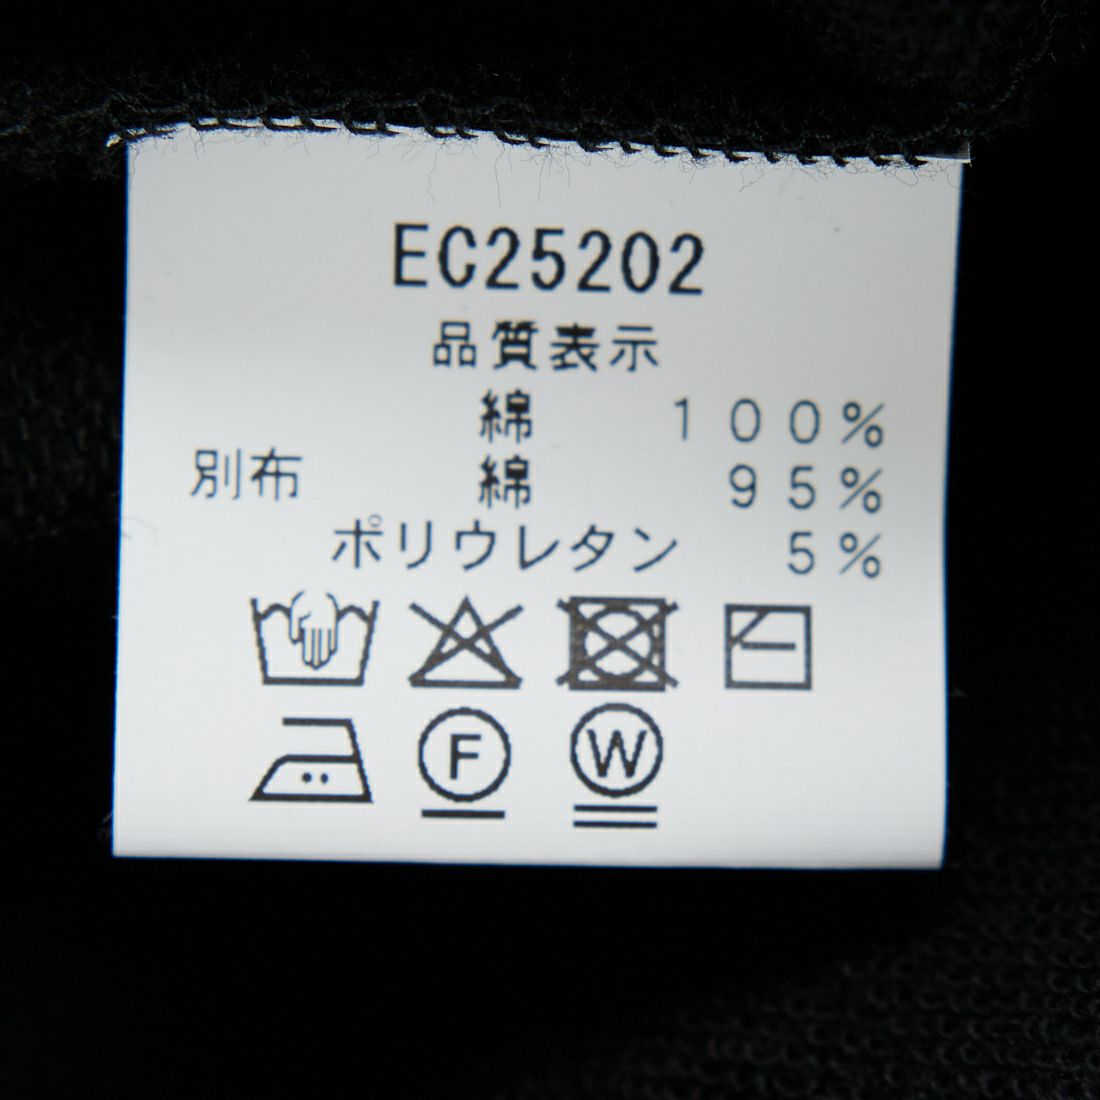 EC25202
品質表示
綿 100%
別布 綿 95%
ポリウレタン 5%
F W